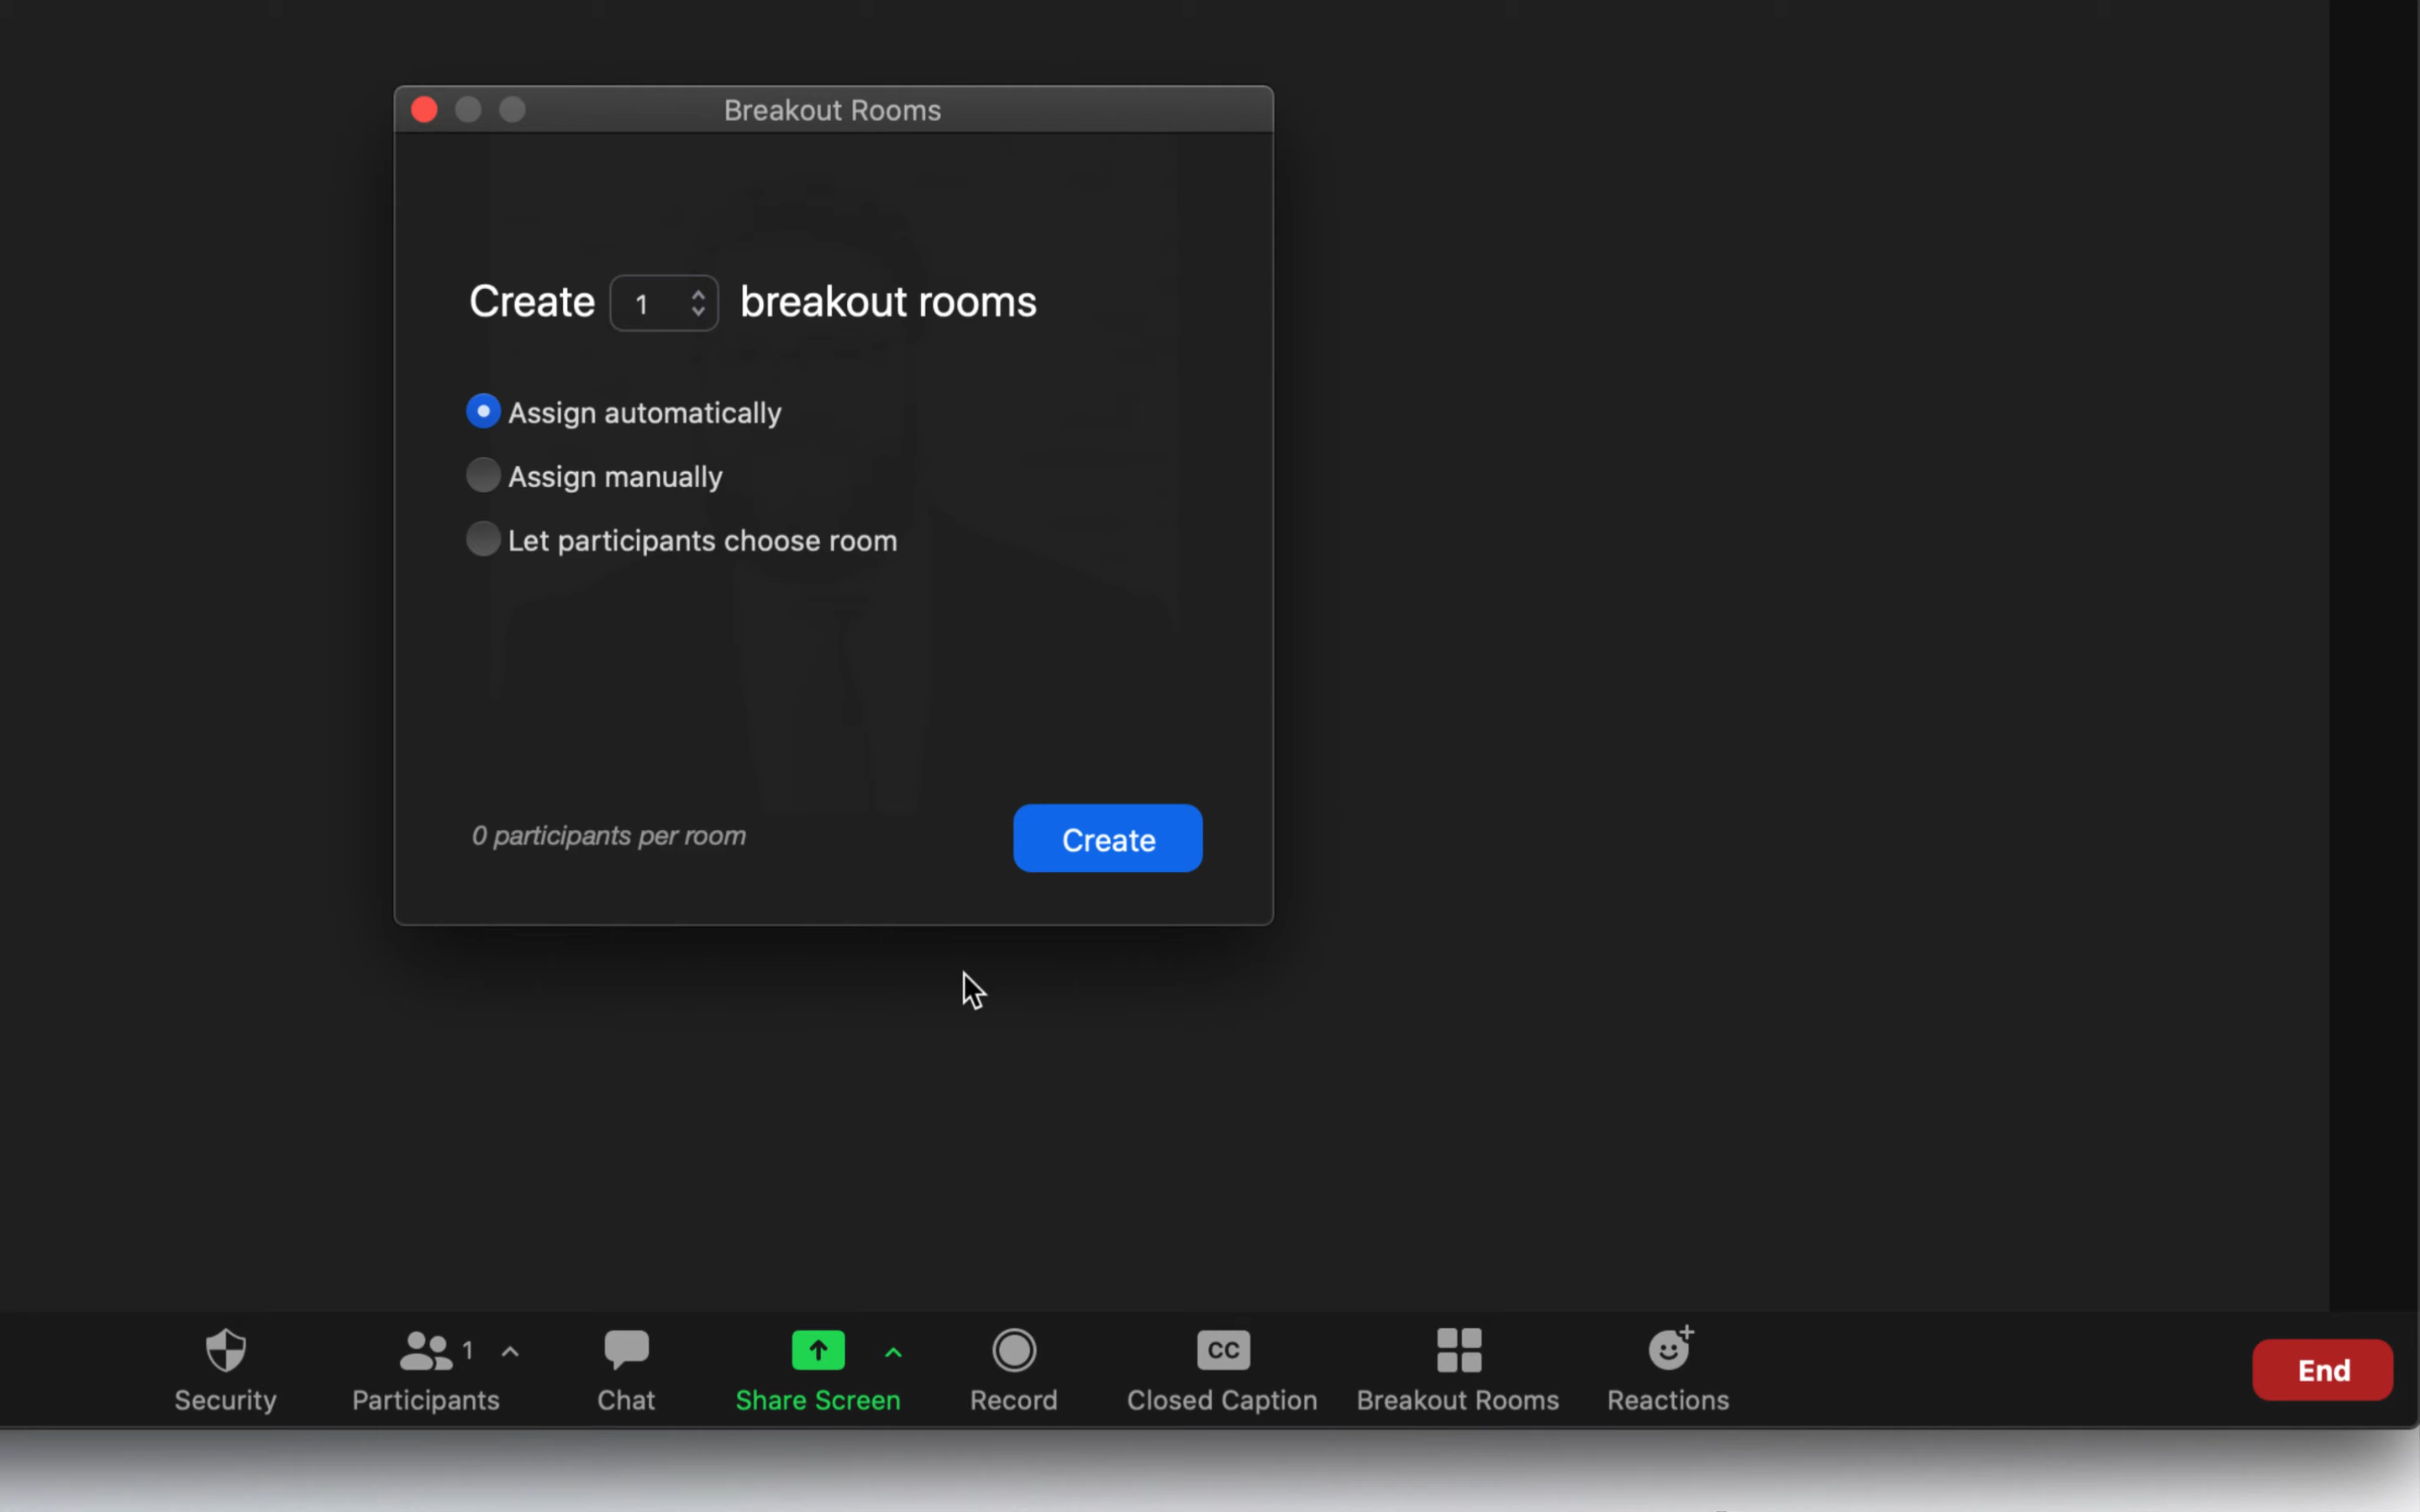 Breakout Rooms
Create 1 breakout rooms
Assign automatically
Assign manually
Let participants choose room
0 participants per room
Create
1
CC
Security
Participants
Chat
Share Screen
Record
Closed Caption
Breakout Rooms
Reactions
End